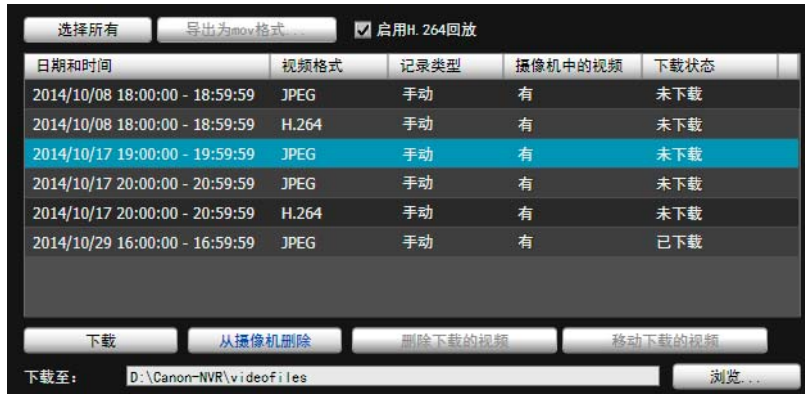 选择所有 导出为mov格式... 启用H.264回放
日期和时间 视频格式 记录类型 摄像机中的视频 下载状态
2014/10/08 18:00:00 - 18:59:59 JPEG 手动 有 未下载
2014/10/08 18:00:00 - 18:59:59 H.264 手动 有 未下载
2014/10/17 19:00:00 - 19:59:59 JPEG 手动 有 未下载
2014/10/17 20:00:00 - 20:59:59 JPEG 手动 有 未下载
2014/10/17 20:00:00 - 20:59:59 H.264 手动 有 未下载
2014/10/29 16:00:00 - 16:59:59 JPEG 手动 有 已下载
下载 从摄像机删除 删除下载的视频 移动下载的视频
下载至: D:\Canon-NVR\videofiles 浏览...